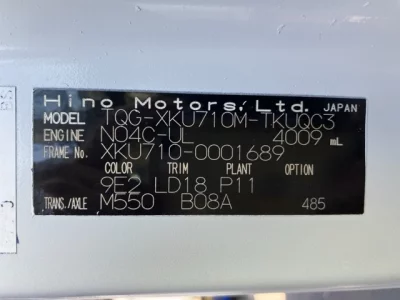 Hino Motors, Ltd. JAPAN
MODEL TQG-XKU710M-TKUQC3
ENGINE N04C-UL 4009 mL
FRAME No. XKU710-0001689
COLOR TRIM PLANT OPTION
9E2 LD18 P11
TRANS./AXLE M550 B08A 485